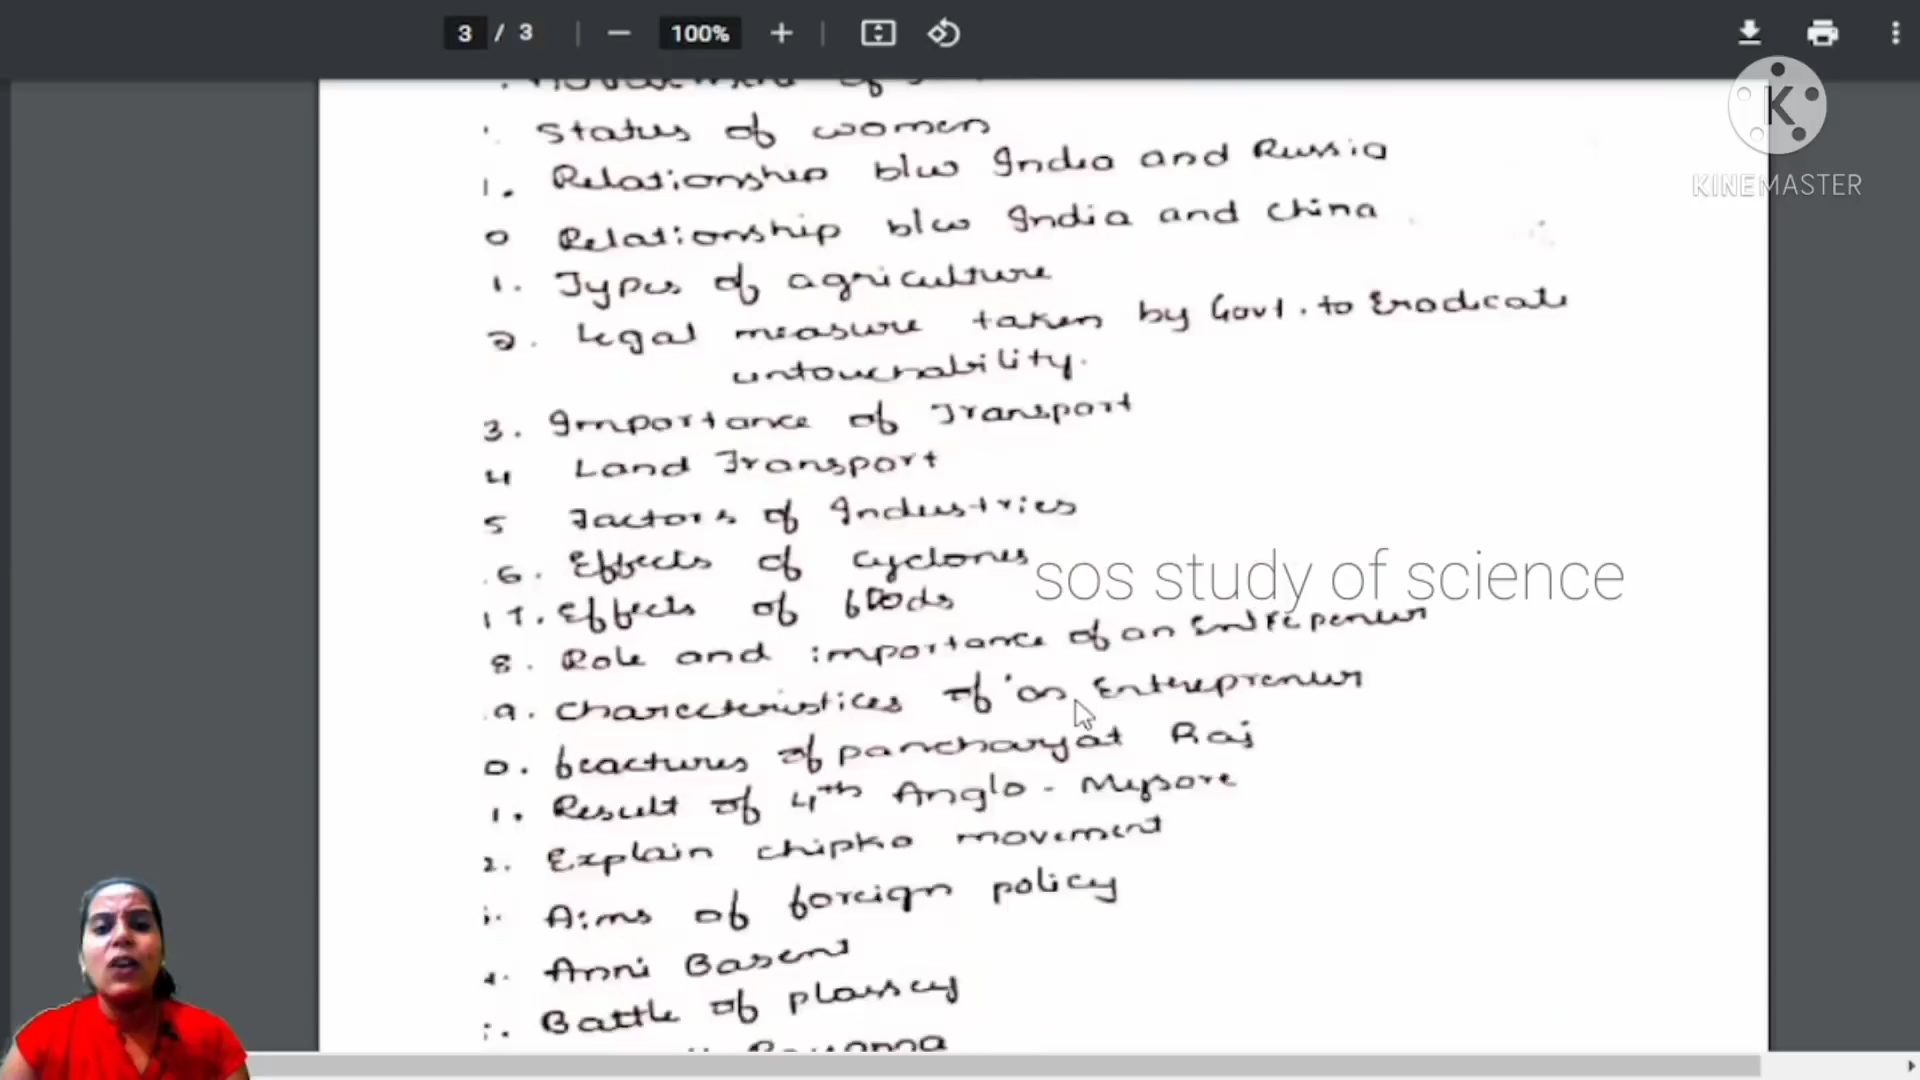 3 / 3 100%
K
KINEMASTER
of
Status of women
1. Relationship b/w India and Russia
0 Relationship b/w India and China
1. Types of agriculture
2. Legal measure taken by Govt. to Eradicate
untouchability.
3. Importance of Transport
4 Land Transport
5 Factors of Industries
6. Effects of cyclones
sos study of science
17. Effects of floods
8. Role and importance of an Entrepeneur
9. Charecteristices of an Entrepreneur
0. feactures of panchayat Raj
1. Result of 4th Anglo - Mysore
2. Explain chipko movement
Aims of foreign policy
Anni Basent
Battle of plassey